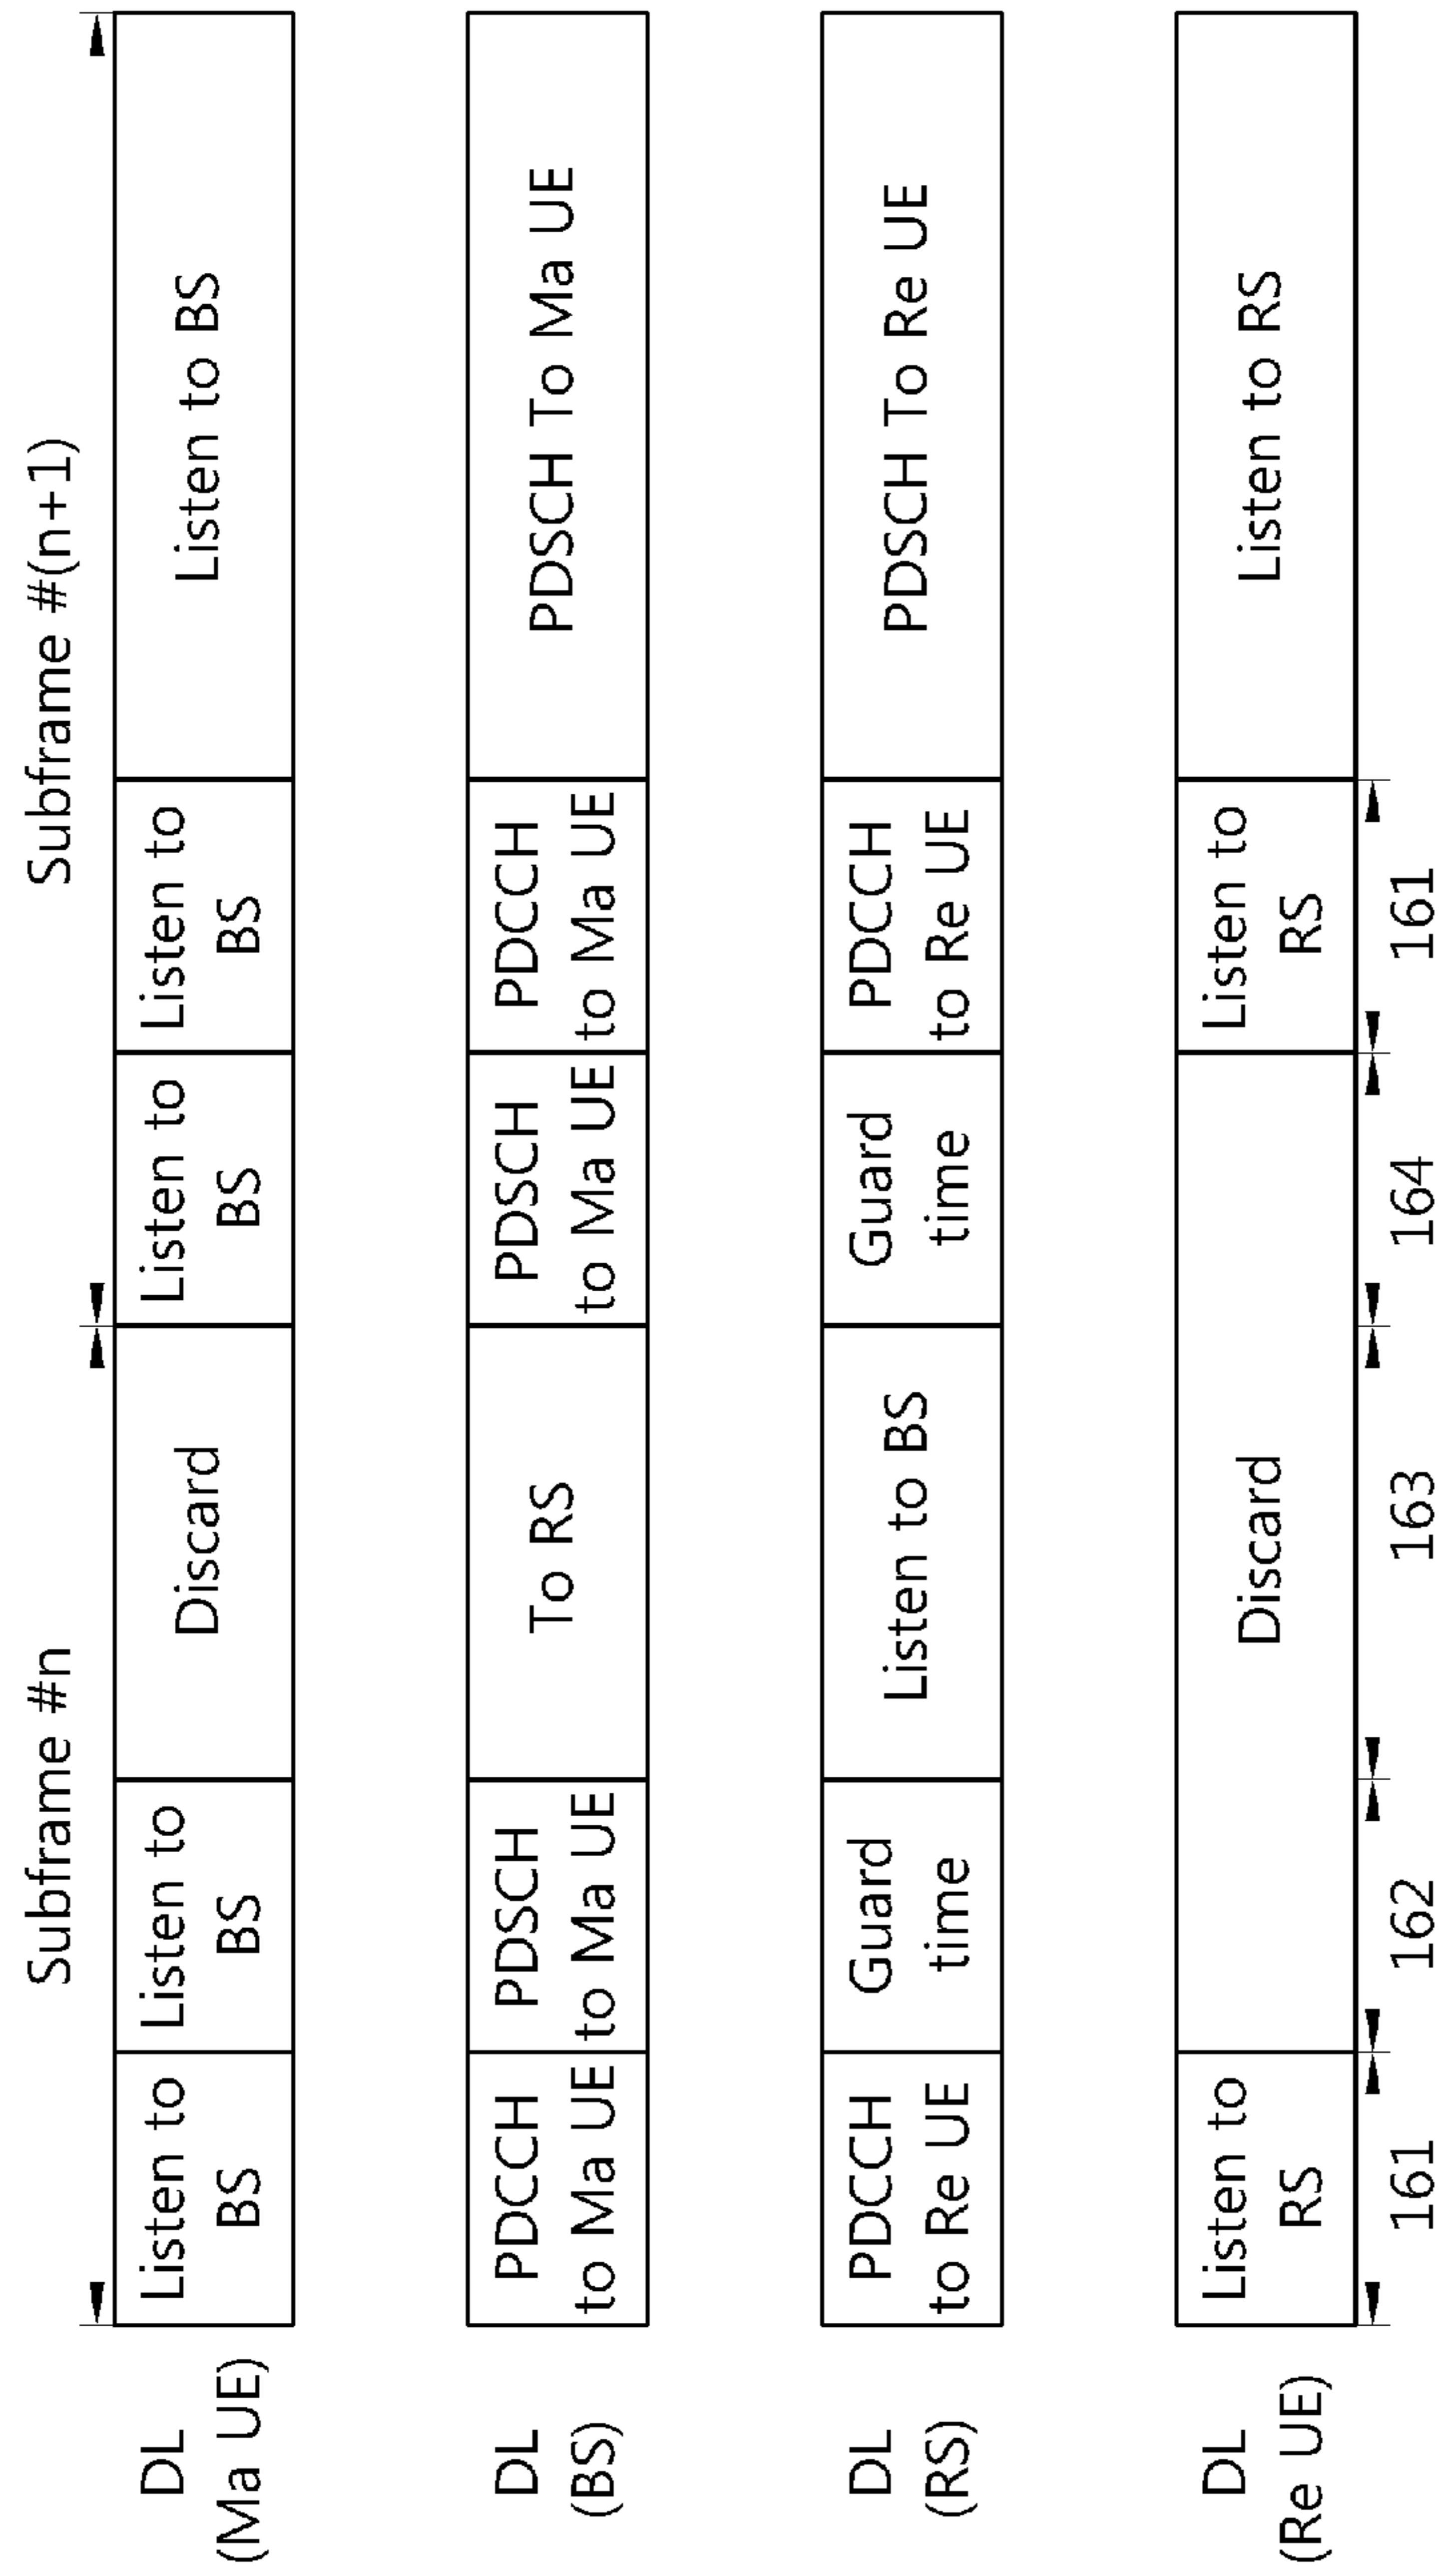 Subframe #n
Subframe #(n+1)
DL
(Ma UE)
Listen to
BS
Listen to
BS
Discard
Listen to
BS
Listen to
BS
Listen to BS
DL
(BS)
PDCCH
to Ma UE
PDSCH
to Ma UE
To RS
PDSCH
to Ma UE
PDCCH
to Ma UE
PDSCH To Ma UE
DL
(RS)
PDCCH
to Re UE
Guard
time
Listen to BS
Guard
time
PDCCH
to Re UE
PDSCH To Re UE
DL
(Re UE)
Listen to
RS
Discard
Listen to
RS
Listen to RS
161
162
163
164
161